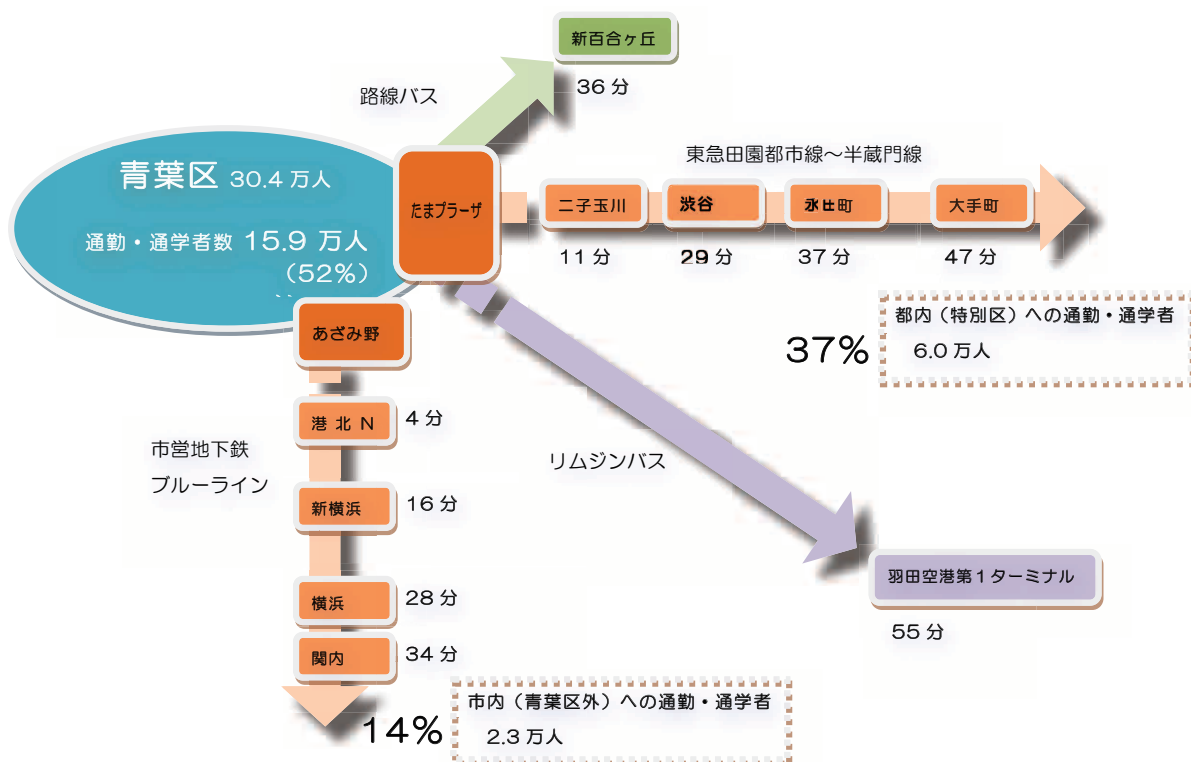 新百合ヶ丘
36 分
路線バス
青葉区 30.4 万人
通勤・通学者数 15.9 万人
(52%)
たまプラーザ
東急田園都市線～半蔵門線
二子玉川
渋谷
永田町
大手町
11 分
29 分
37 分
47 分
37%
都内（特別区）への通勤・通学者
6.0 万人
あざみ野
市営地下鉄
ブルーライン
港 北 N
4 分
新横浜
16 分
横浜
28 分
関内
34 分
リムジンバス
羽田空港第１ターミナル
55 分
14%
市内（青葉区外）への通勤・通学者
2.3 万人